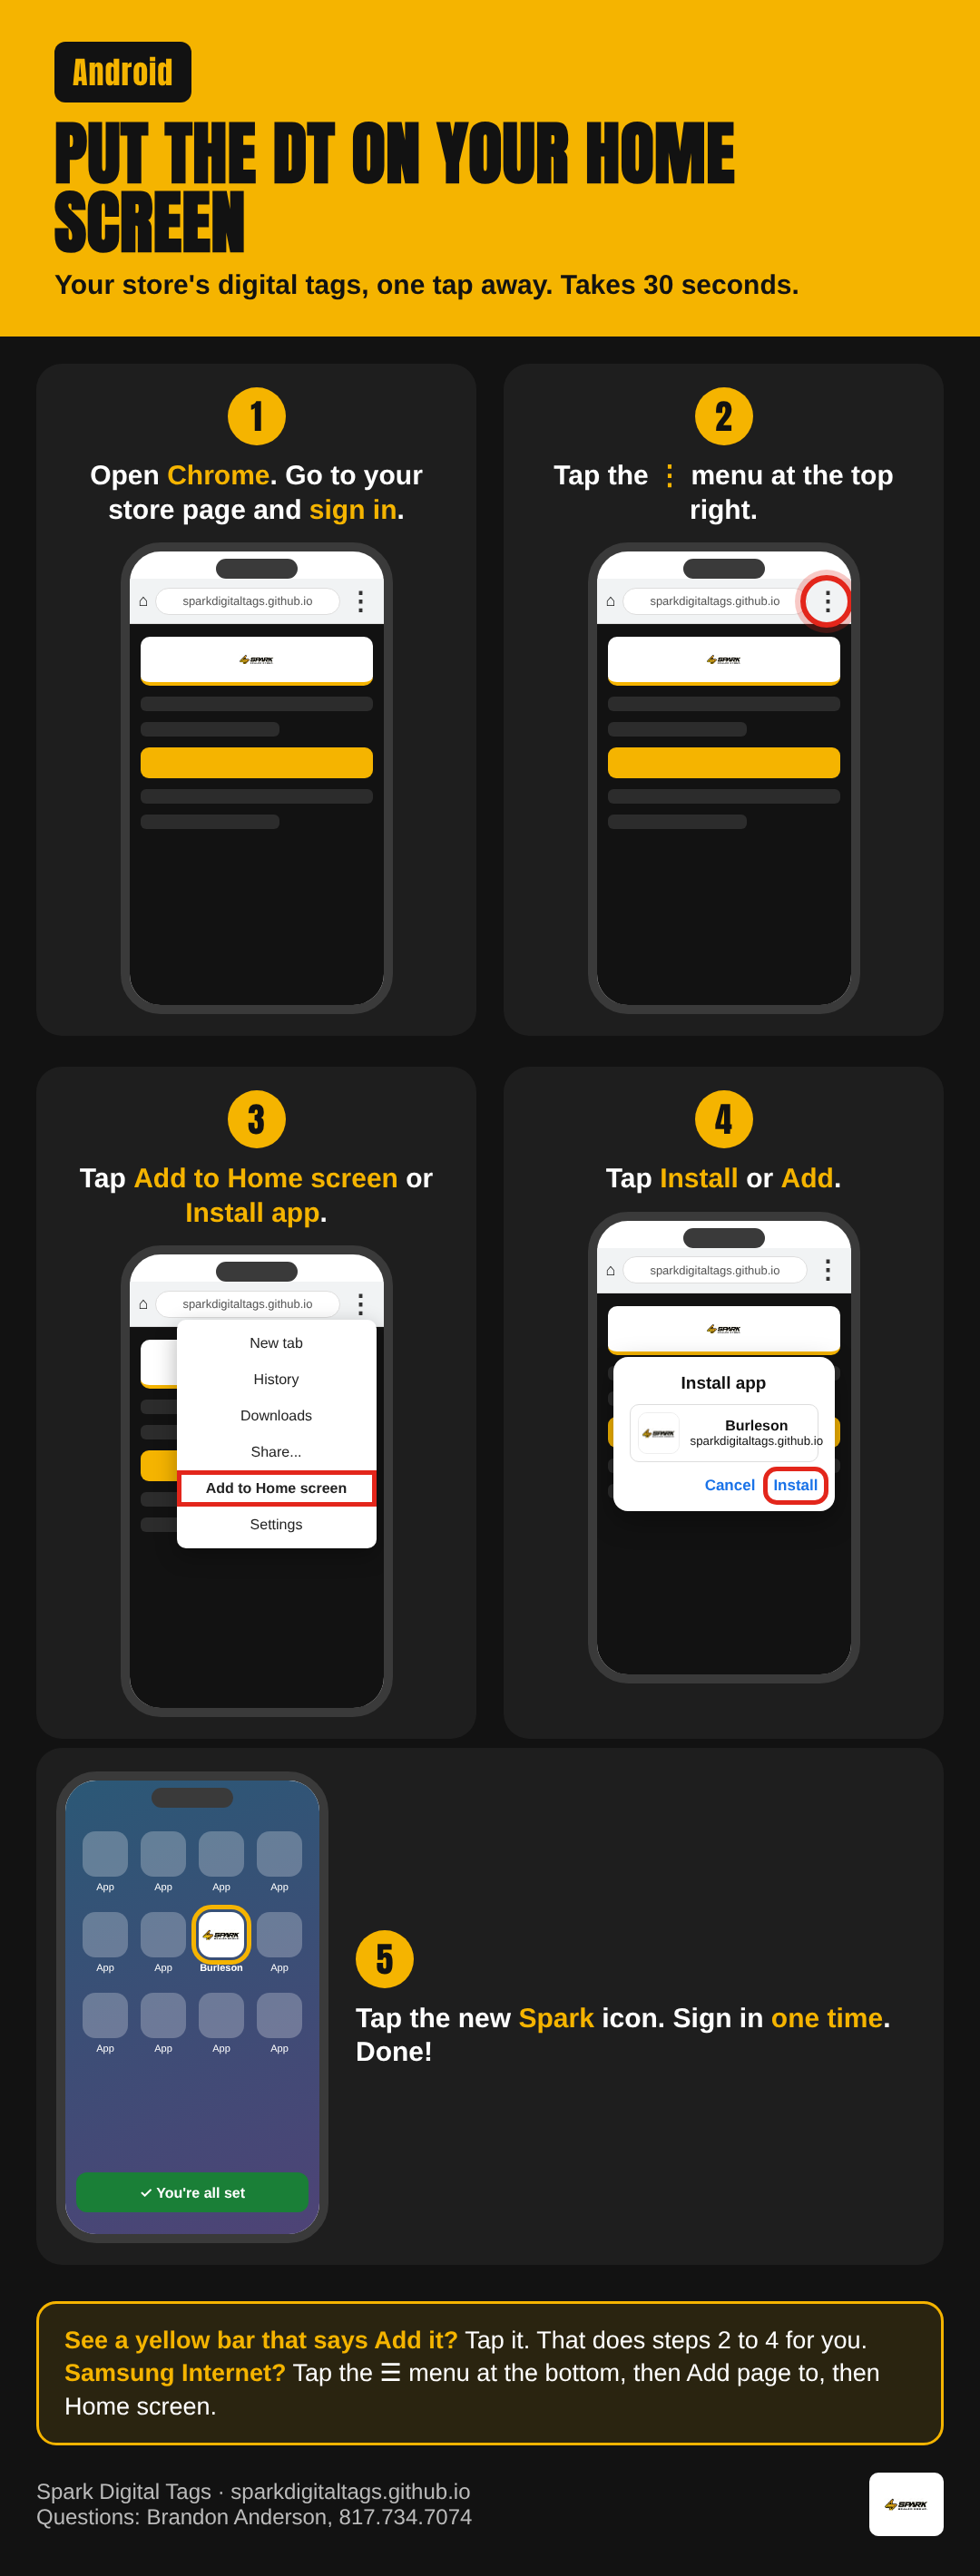 Android
PUT THE DT ON YOUR HOME
SCREEN
Your store's digital tags, one tap away. Takes 30 seconds.
1
Open Chrome. Go to your
store page and sign in.
sparkdigitaltags.github.io
SPARK
2
Tap the ⋮ menu at the top
right.
sparkdigitaltags.github.io
SPARK
3
Tap Add to Home screen or
Install app.
sparkdigitaltags.github.io
New tab
History
Downloads
Share...
Add to Home screen
Settings
4
Tap Install or Add.
sparkdigitaltags.github.io
SPARK
Install app
SPARK
Burleson
sparkdigitaltags.github.io
Cancel Install
App App App App
SPARK
App App Burleson App
App App App App
✓ You're all set
5
Tap the new Spark icon. Sign in one time.
Done!
See a yellow bar that says Add it? Tap it. That does steps 2 to 4 for you.
Samsung Internet? Tap the ☰ menu at the bottom, then Add page to, then
Home screen.
Spark Digital Tags · sparkdigitaltags.github.io
Questions: Brandon Anderson, 817.734.7074
SPARK